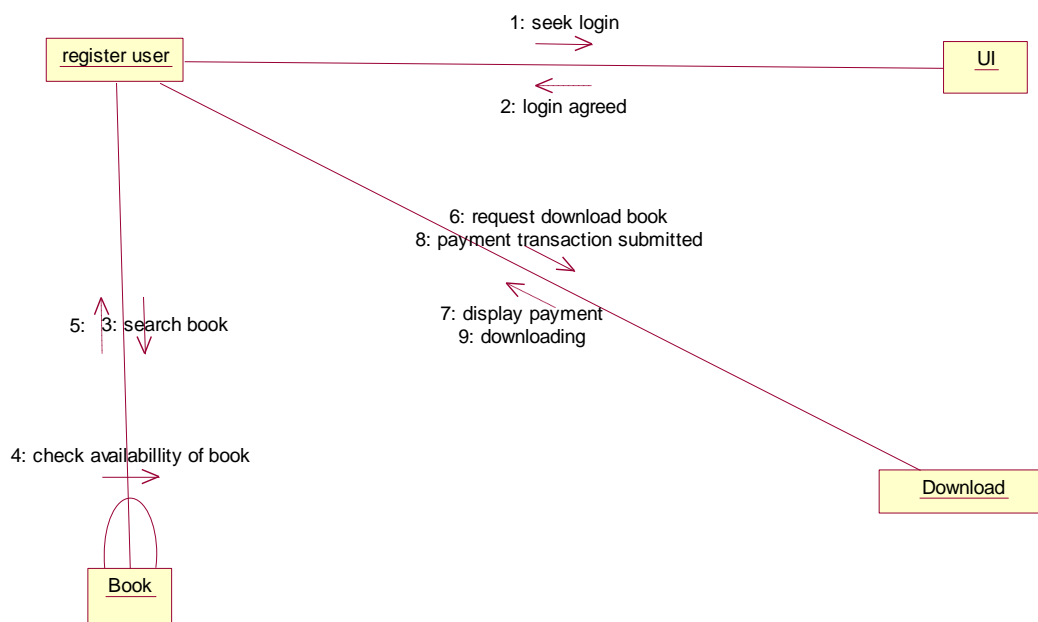 1: seek login
register user
UI
2: login agreed
6: request download book
8: payment transaction submitted
7: display payment
9: downloading
5:
3: search book
4: check availabillity of book
Download
Book